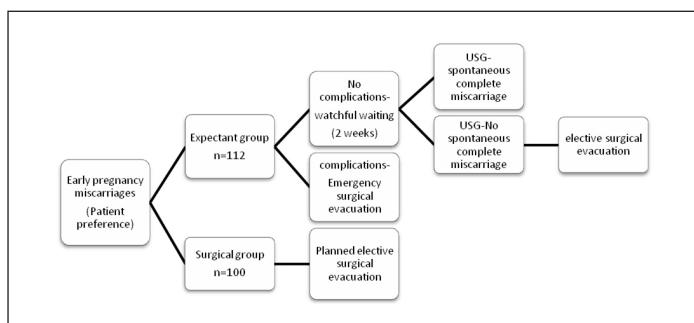 Early pregnancy
miscarriages
(Patient
preference)
Expectant group
n=112
Surgical group
n=100
No
complications-
watchful waiting
(2 weeks)
complications-
Emergency
surgical
evacuation
Planned elective
surgical
evacuation
USG-
spontaneous
complete
miscarriage
USG-No
spontaneous
complete
miscarriage
elective surgical
evacuation